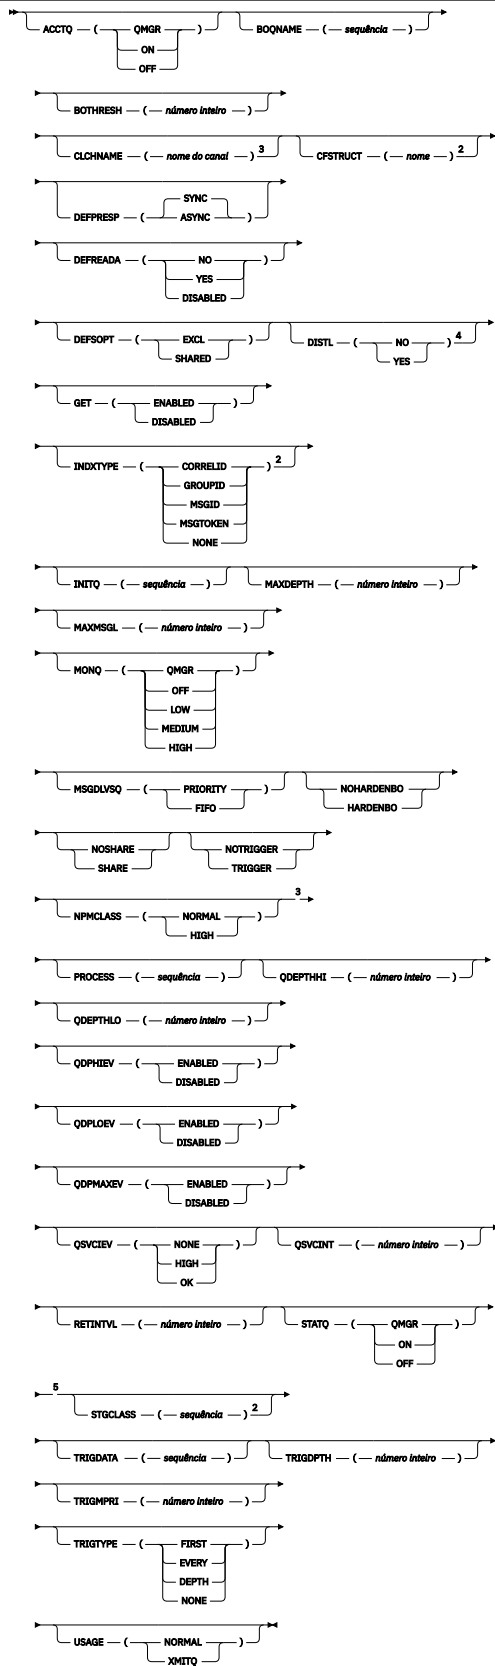 ACCTQ ( QMGR ) BOQNAME ( sequência )
ON
OFF
BOTHRESH ( número inteiro )
CLCHNAME ( nome do canal ) 3 CFSTRUCT ( nome ) 2
SYNC
DEFPRESP ( ASYNC )
DEFREADA ( NO )
YES
DISABLED
DEFSOPT ( EXCL ) DISTL ( NO ) 4
SHARED YES
GET ( ENABLED )
DISABLED
INDXTYPE ( CORRELID ) 2
GROUPID
MSGID
MSGTOKEN
NONE
INITQ ( sequência ) MAXDEPTH ( número inteiro )
MAXMSGL ( número inteiro )
MONQ ( QMGR )
OFF
LOW
MEDIUM
HIGH
MSGDLVSQ ( PRIORITY ) NOHARDENBO
FIFO HARDENBO
NOSHARE NOTRIGGER
SHARE TRIGGER
NPMCLASS ( NORMAL ) 3
HIGH
PROCESS ( sequência ) QDEPTHHI ( número inteiro )
QDEPTHLO ( número inteiro )
QDPHIEV ( ENABLED )
DISABLED
QDPLOEV ( ENABLED )
DISABLED
QDPMAXEV ( ENABLED )
DISABLED
QSVCIEV ( NONE ) QSVCINT ( número inteiro )
HIGH
OK
RETINTVL ( número inteiro ) STATQ ( QMGR )
ON
OFF
5 STGCLASS ( sequência ) 2
TRIGDATA ( sequência ) TRIGDPTH ( número inteiro )
TRIGMPRI ( número inteiro )
TRIGTYPE ( FIRST )
EVERY
DEPTH
NONE
USAGE ( NORMAL )
XMITQ